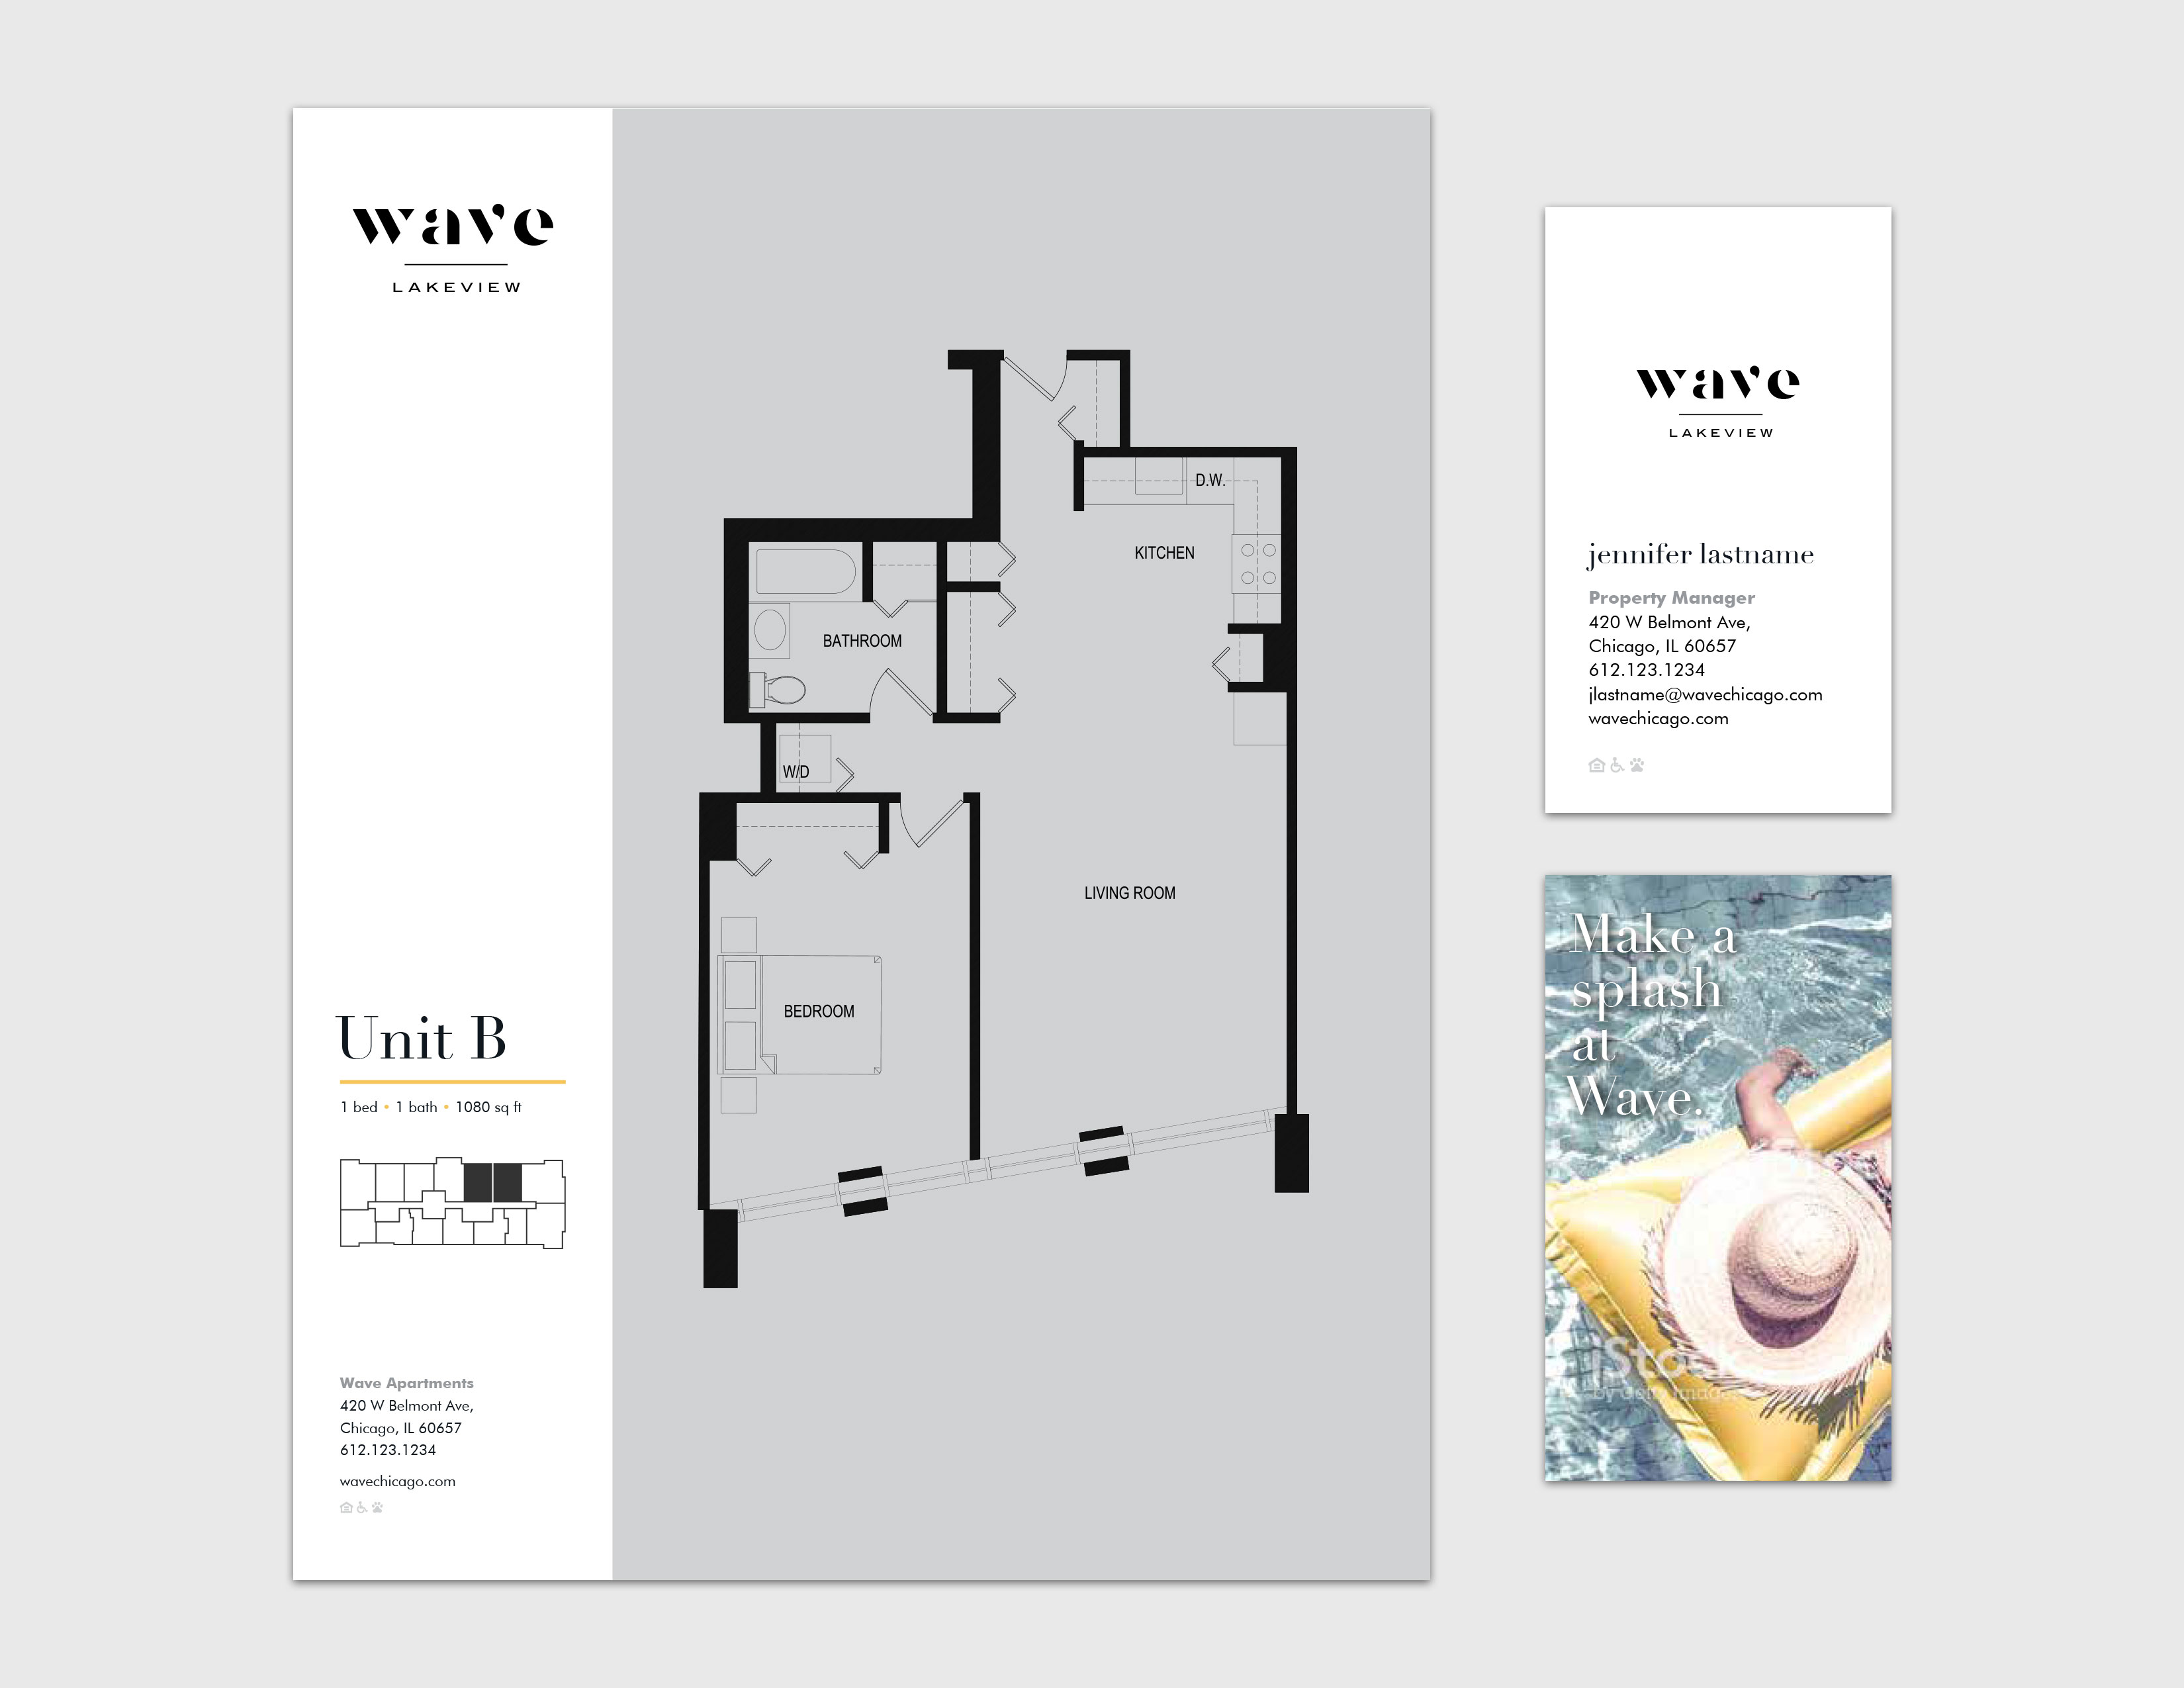 wave
LAKEVIEW
Unit B
1 bed • 1 bath • 1080 sq ft
Wave Apartments
420 W Belmont Ave,
Chicago, IL 60657
612.123.1234
wavechicago.com
D.W.
KITCHEN
BATHROOM
W/D
LIVING ROOM
BEDROOM
wave
LAKEVIEW
jennifer lastname
Property Manager
420 W Belmont Ave,
Chicago, IL 60657
612.123.1234
jlastname@wavechicago.com
wavechicago.com
Make a
iStock
splash
at
Wave.
iStock
by Getty Images